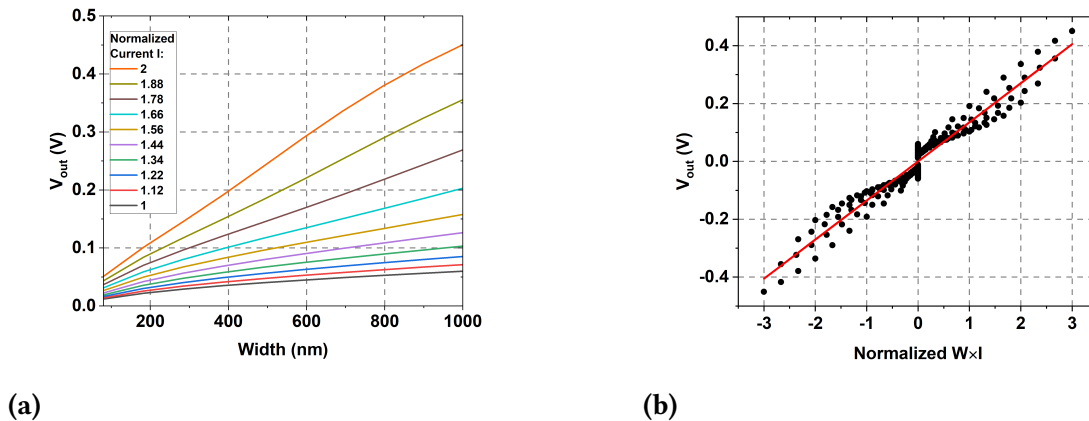 0.5
0.4
0.3
0.2
0.1
0.0
V_out (V)
Normalized
Current I:
2
1.88
1.78
1.66
1.56
1.44
1.34
1.22
1.12
1
200 400 600 800 1000
Width (nm)
(a)
0.4
0.2
0.0
-0.2
-0.4
V_out (V)
-3 -2 -1 0 1 2 3
Normalized W×I
(b)